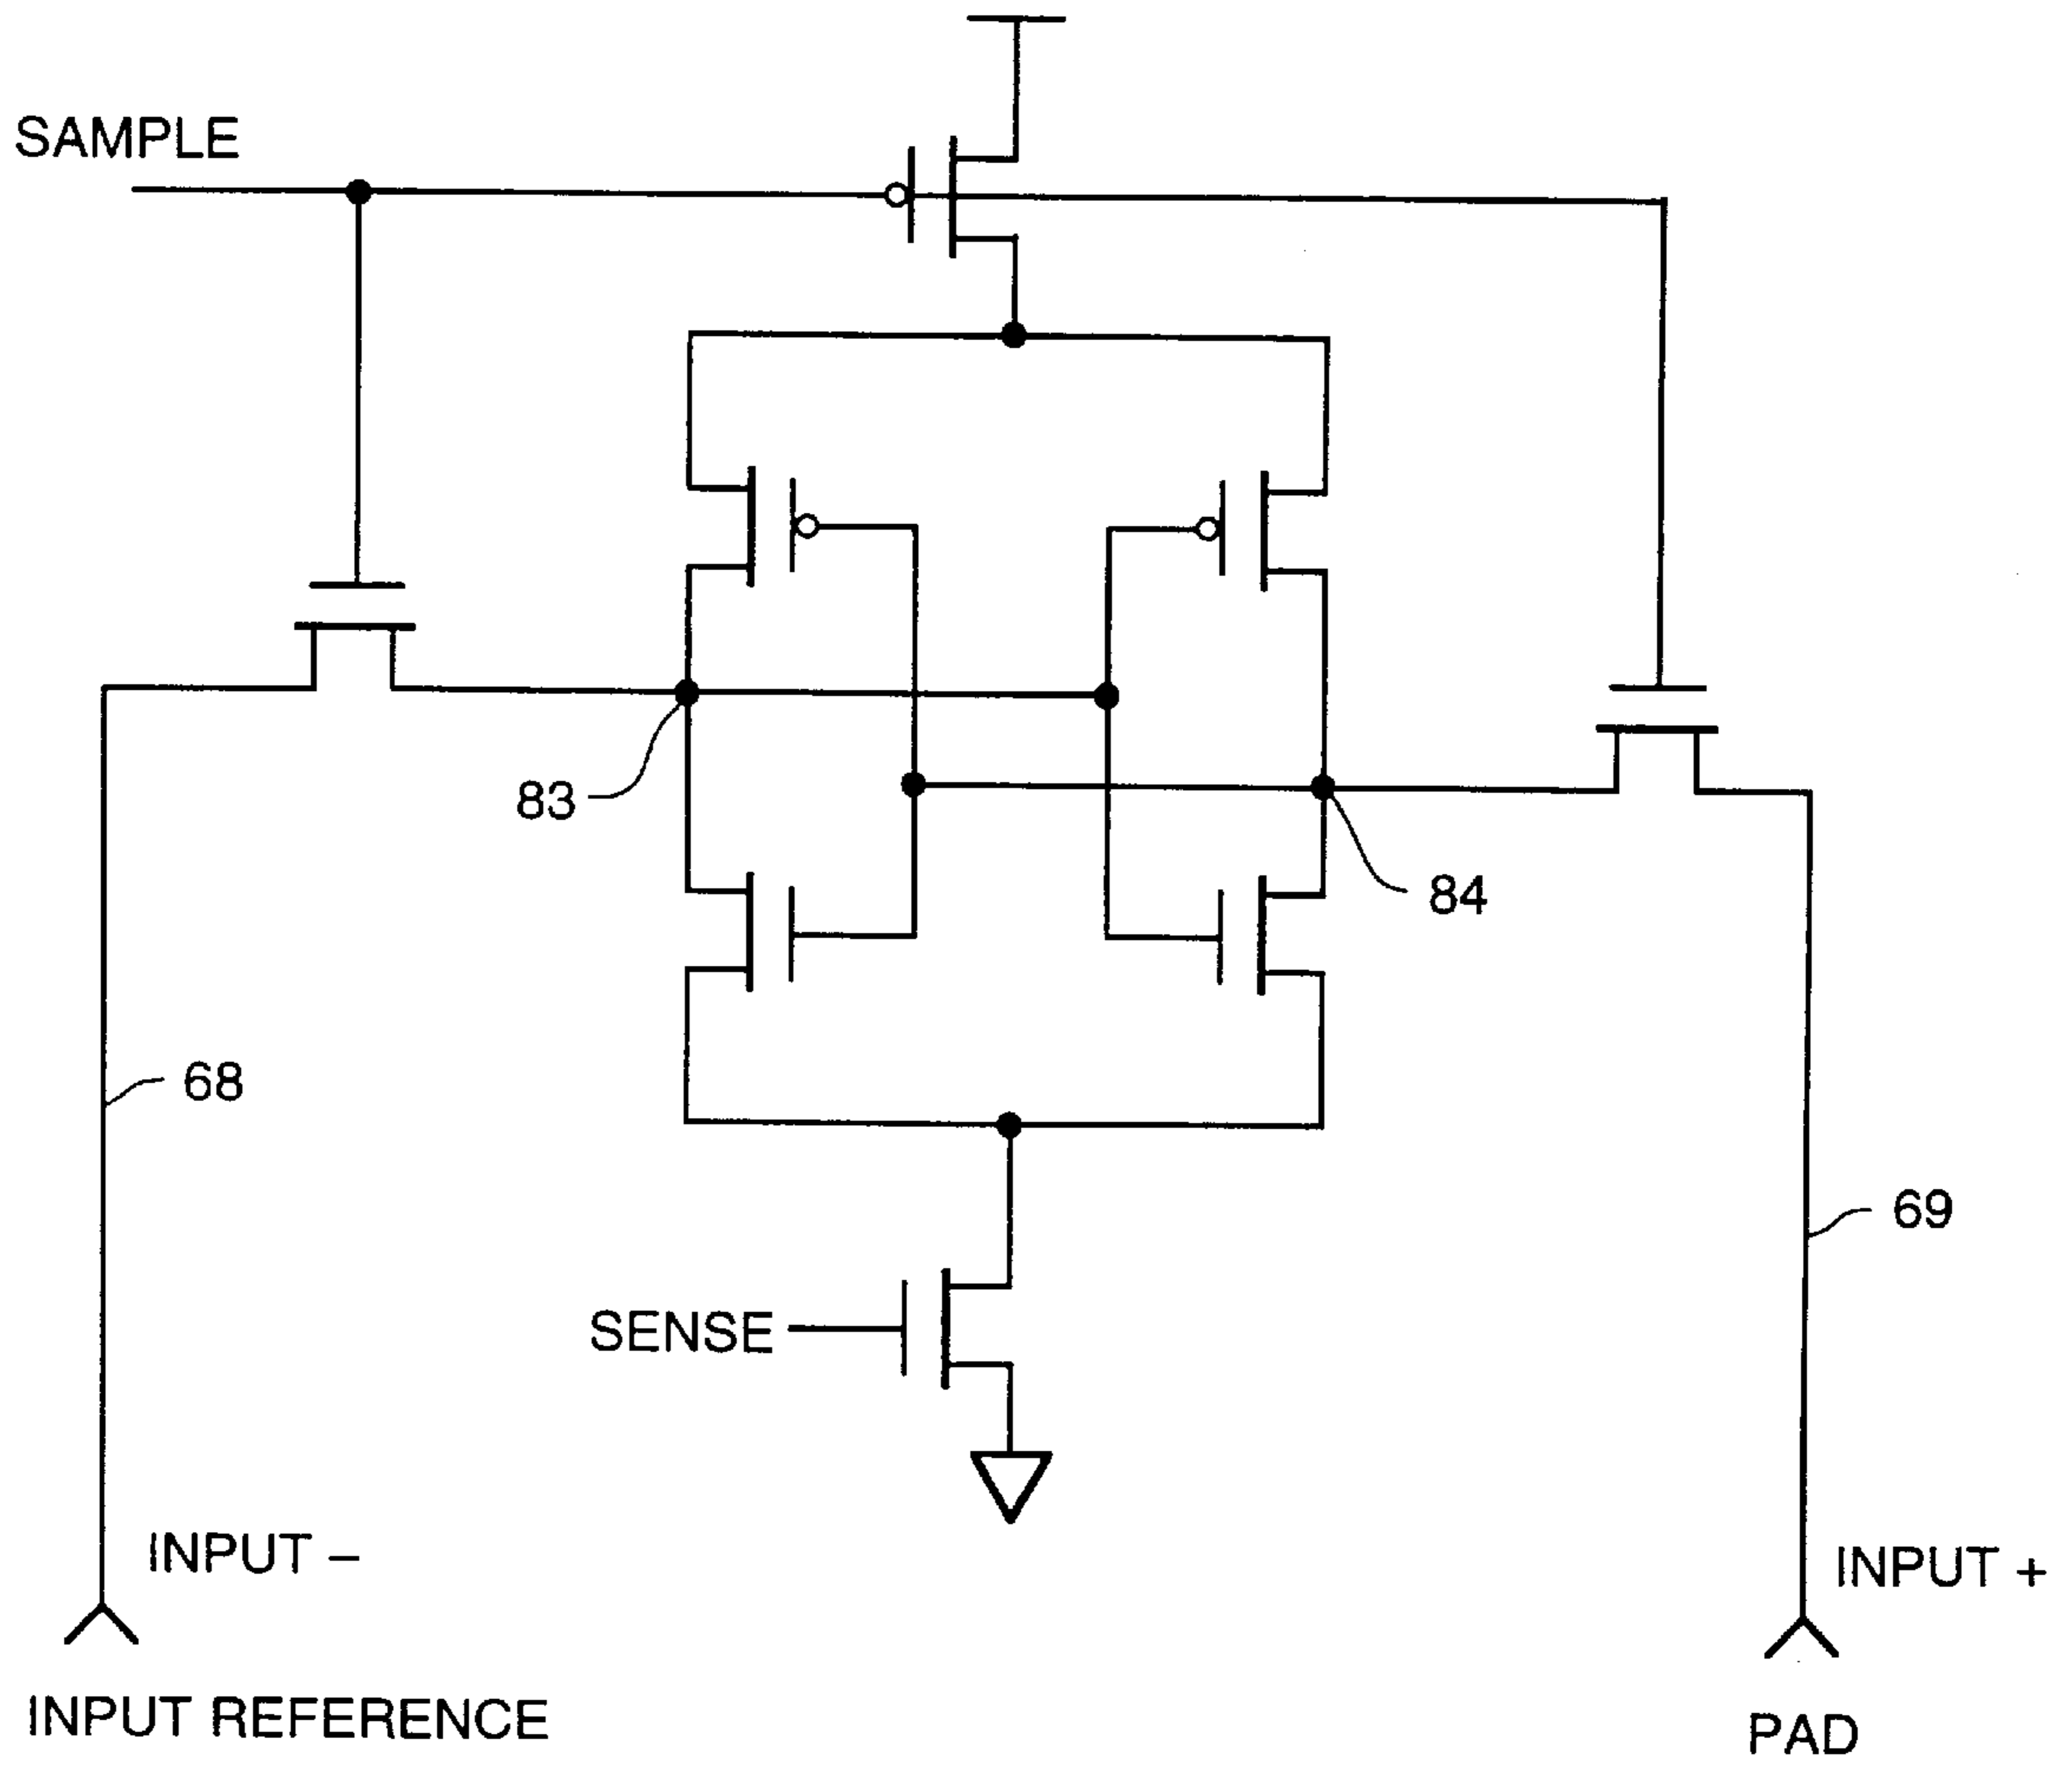 SAMPLE
83
84
68
69
SENSE
INPUT –
INPUT +
INPUT REFERENCE
PAD